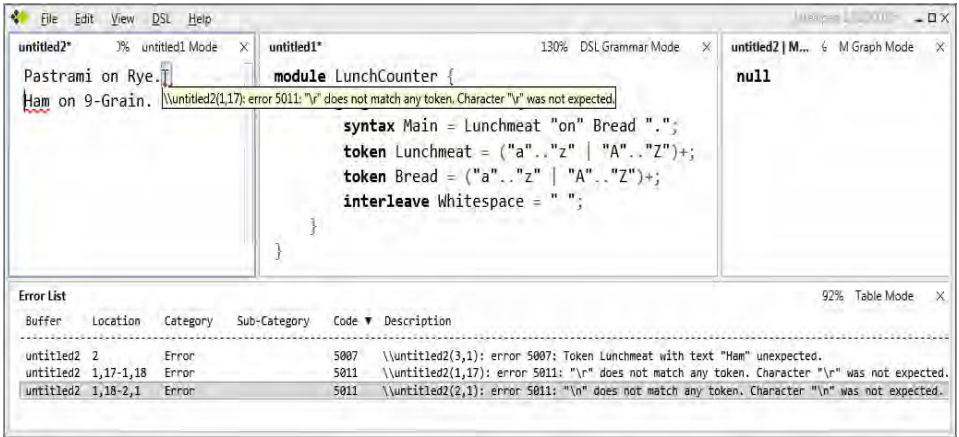 File Edit View DSL Help
untitled2* % untitled1 Mode ×
Pastrami on Rye.
Ham on 9-Grain.
untitled1* 130% DSL Grammar Mode ×
module LunchCounter {
\\untitled2(1,17): error 5011: "\r" does not match any token. Character "\r" was not expected.
syntax Main = Lunchmeat "on" Bread ".";
token Lunchmeat = ("a".."z" | "A".."Z")+;
token Bread = ("a".."z" | "A".."Z")+;
interleave Whitespace = " ";
}
}
untitled2 | M... M Graph Mode ×
null
Error List 92% Table Mode ×
Buffer Location Category Sub-Category Code ▼ Description
untitled2 2 Error 5007 \\untitled2(3,1): error 5007: Token Lunchmeat with text "Ham" unexpected.
untitled2 1,17-1,18 Error 5011 \\untitled2(1,17): error 5011: "\r" does not match any token. Character "\r" was not expected.
untitled2 1,18-2,1 Error 5011 \\untitled2(2,1): error 5011: "\n" does not match any token. Character "\n" was not expected.